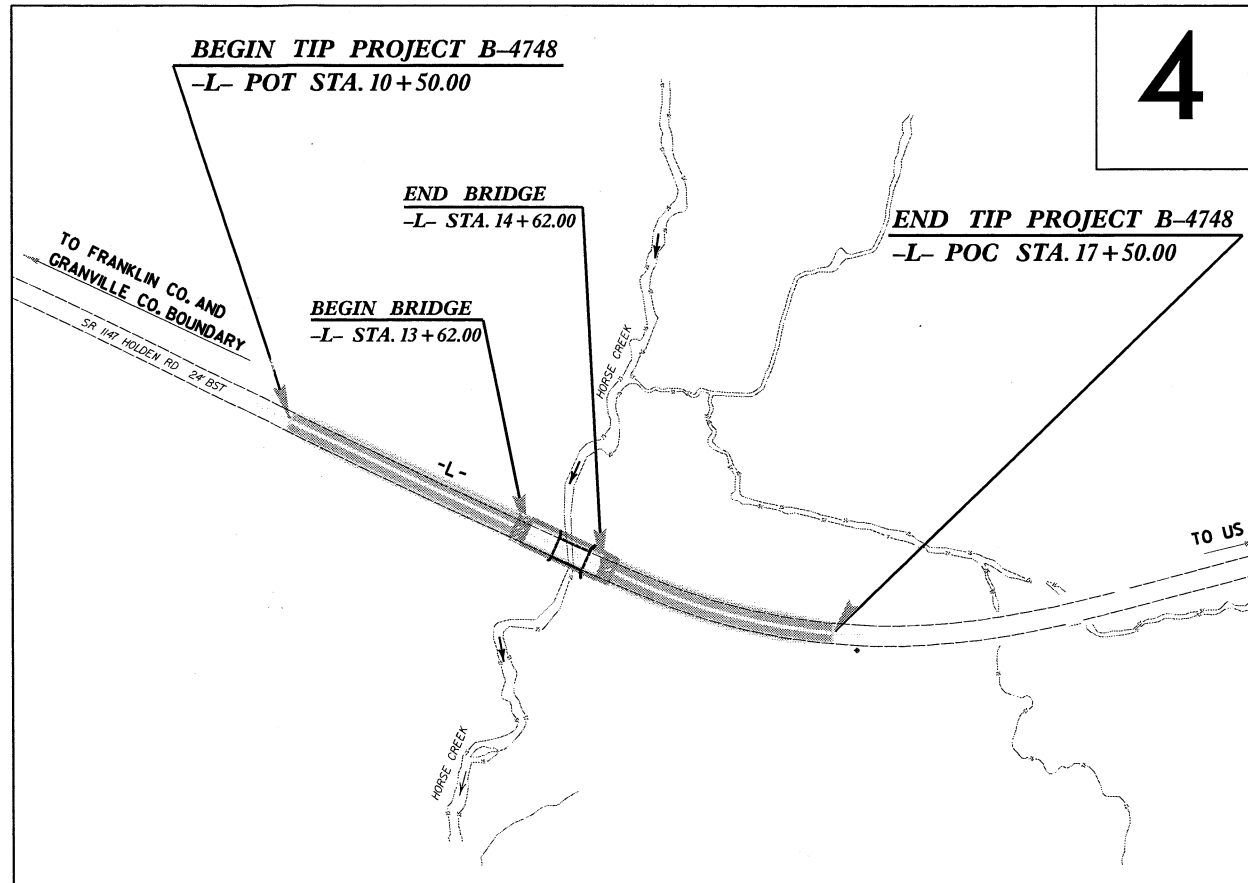 4
BEGIN TIP PROJECT B-4748
-L- POT STA. 10+50.00
END BRIDGE
-L- STA. 14+62.00
END TIP PROJECT B-4748
-L- POC STA. 17+50.00
TO FRANKLIN CO. AND
GRANVILLE CO. BOUNDARY
BEGIN BRIDGE
-L- STA. 13+62.00
SR 1147 HOLDEN RD 24' BST
HORSE CREEK
-L-
TO US
HORSE CREEK